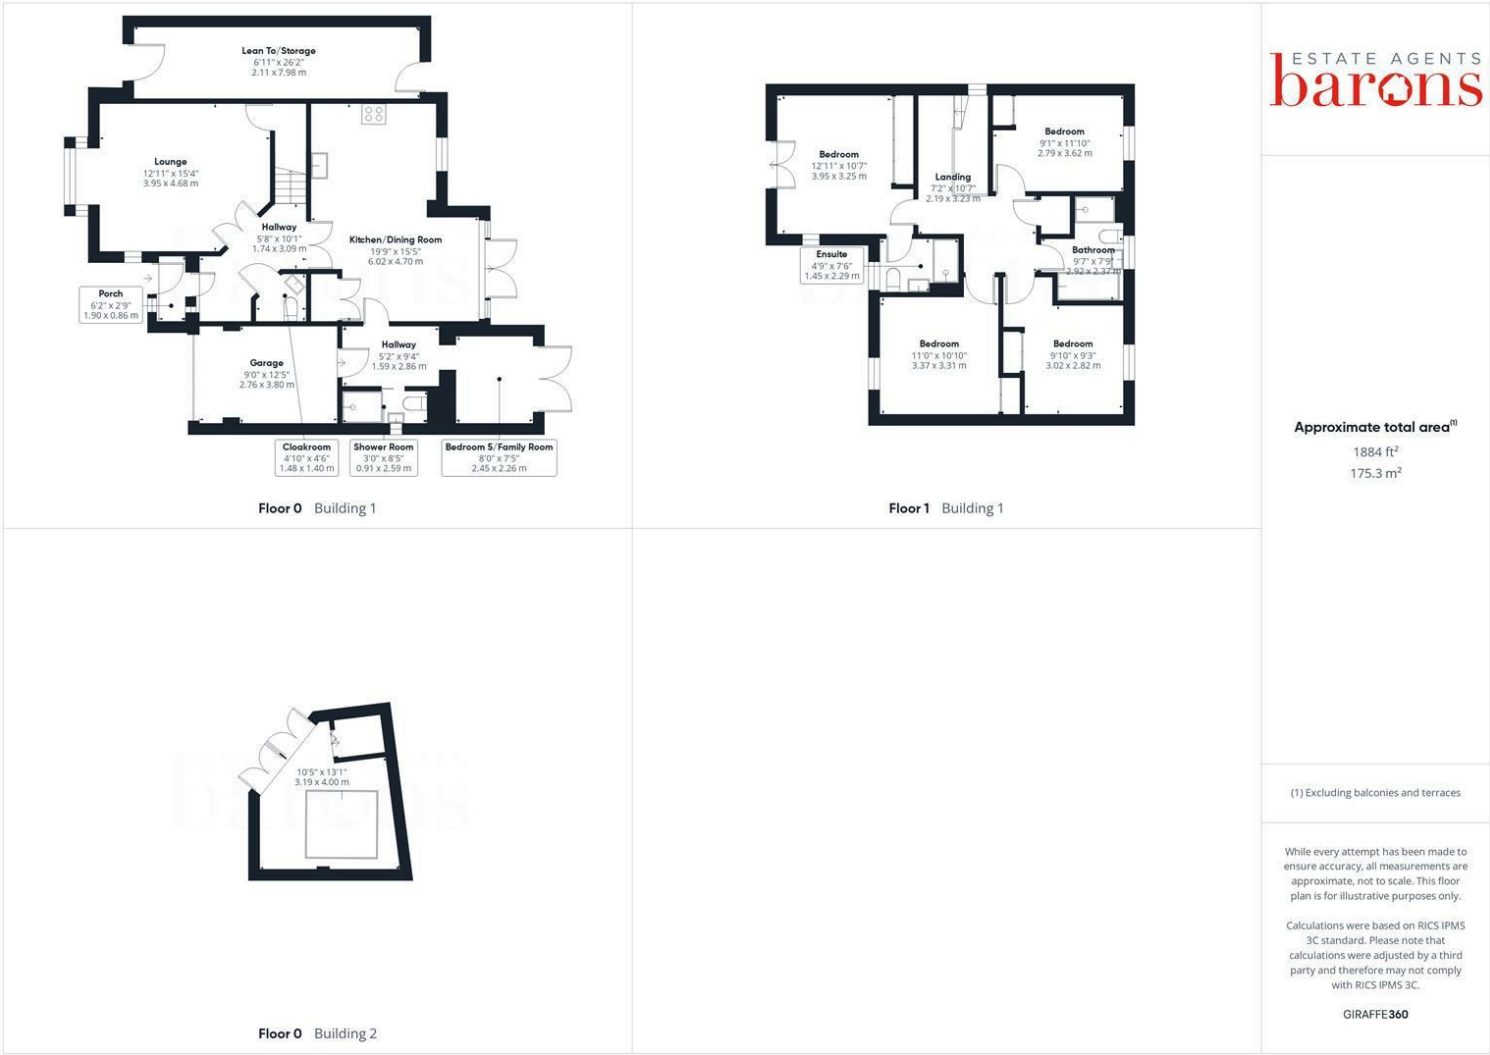 Lean To/Storage
6'11" x 26'2"
2.11 x 7.98 m
Lounge
12'11" x 15'4"
3.95 x 4.68 m
Hallway
5'8" x 10'1"
1.74 x 3.09 m
Kitchen/Dining Room
19'9" x 15'5"
6.02 x 4.70 m
Porch
6'2" x 2'9"
1.90 x 0.86 m
Garage
9'0" x 12'5"
2.76 x 3.80 m
Hallway
5'2" x 9'4"
1.59 x 2.86 m
Cloakroom
4'10" x 4'6"
1.48 x 1.40 m
Shower Room
3'0" x 8'5"
0.91 x 2.59 m
Bedroom 5/Family Room
8'0" x 7'5"
2.45 x 2.26 m
Floor 0 Building 1
Bedroom
12'11" x 10'7"
3.95 x 3.25 m
Landing
7'2" x 10'7"
2.19 x 3.23 m
Bedroom
9'1" x 11'10"
2.79 x 3.62 m
Ensuite
4'9" x 7'6"
1.45 x 2.29 m
Bathroom
9'7" x 7'9"
2.92 x 2.37 m
Bedroom
11'0" x 10'10"
3.37 x 3.31 m
Bedroom
9'10" x 9'3"
3.02 x 2.82 m
Floor 1 Building 1
barons
10'5" x 13'1"
3.19 x 4.00 m
Floor 0 Building 2
ESTATE AGENTS
barons
Approximate total area(1)
1884 ft²
175.3 m²
(1) Excluding balconies and terraces
While every attempt has been made to
ensure accuracy, all measurements are
approximate, not to scale. This floor
plan is for illustrative purposes only.
Calculations were based on RICS IPMS
3C standard. Please note that
calculations were adjusted by a third
party and therefore may not comply
with RICS IPMS 3C.
GIRAFFE360